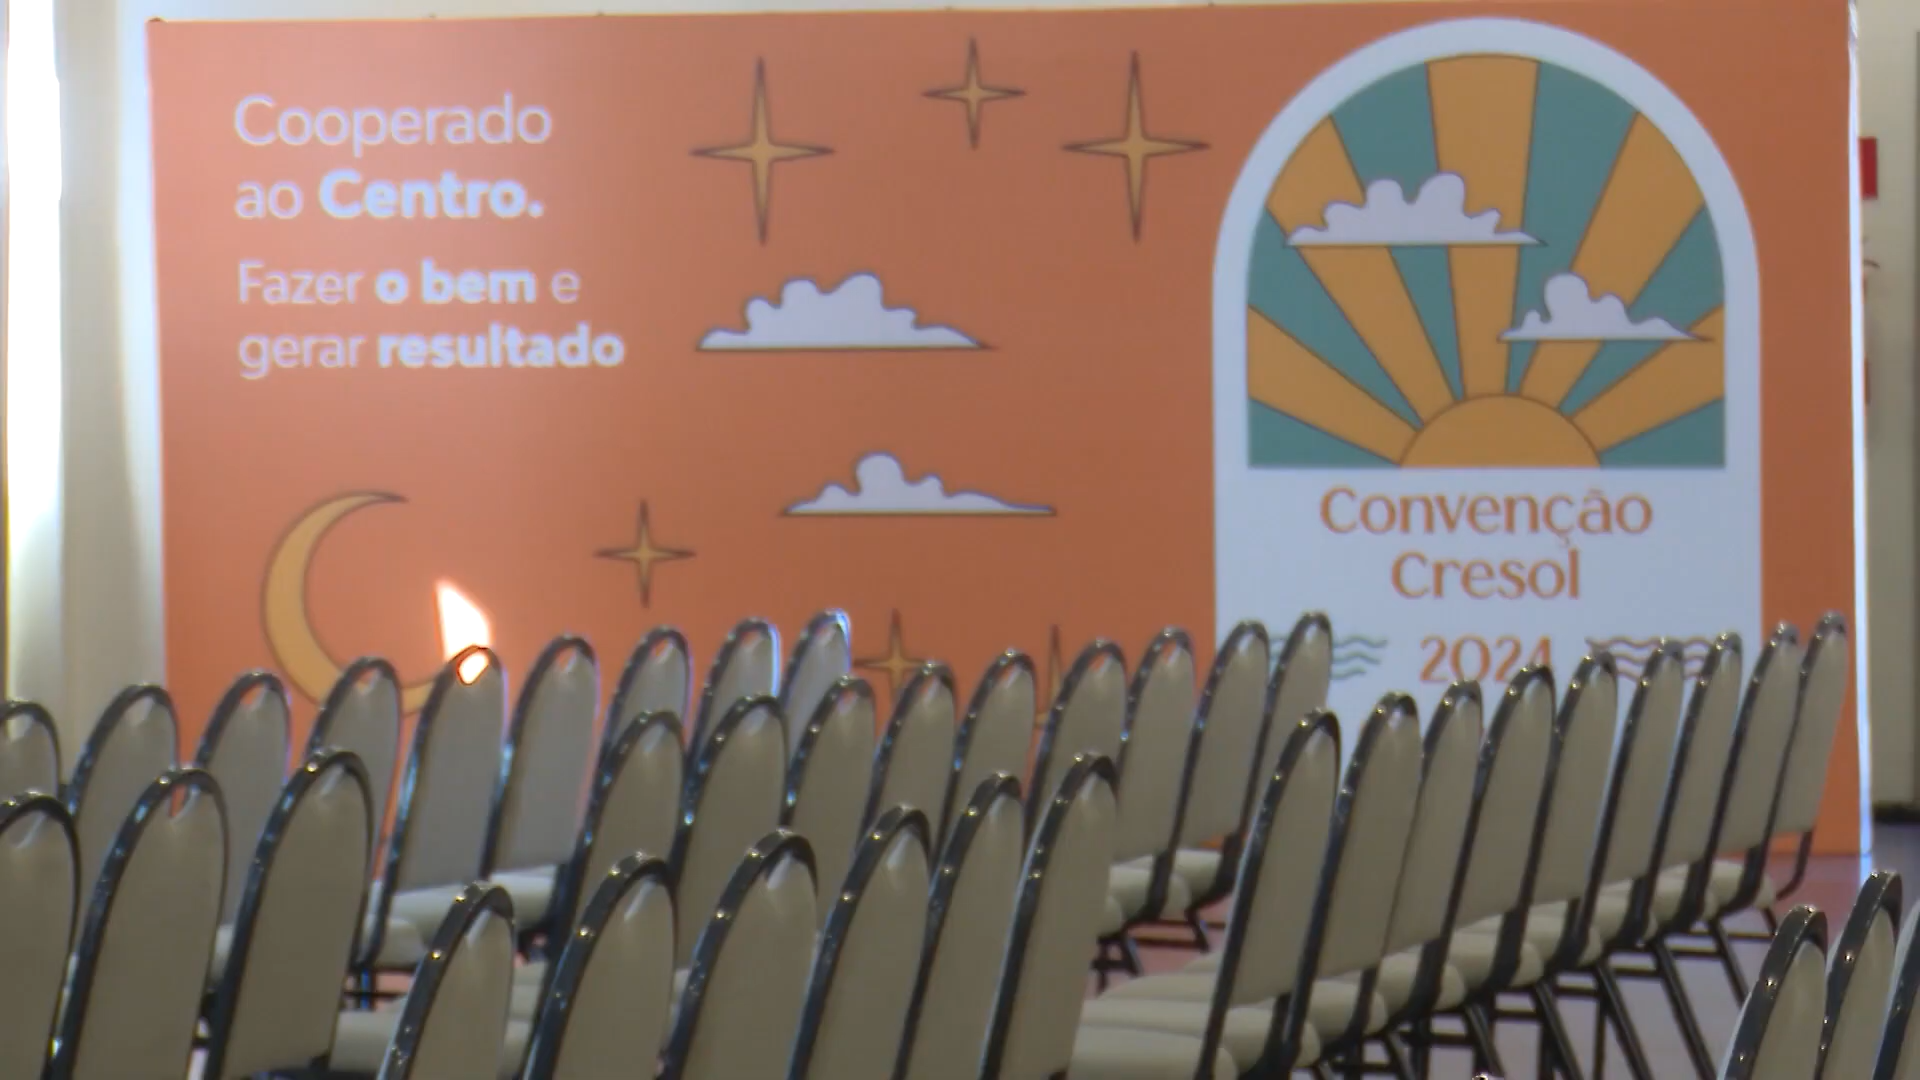 Cooperado
ao Centro.
Fazer o bem e
gerar resultado
Convenção
Cresol
2024